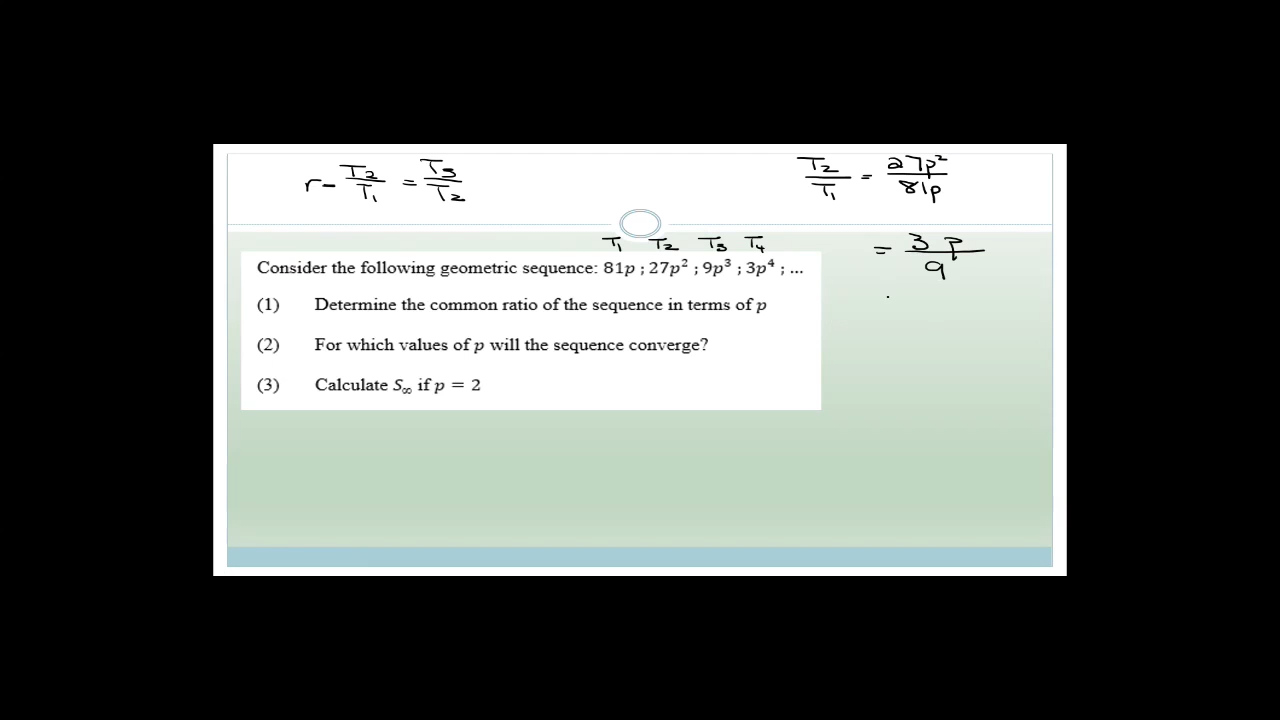 r = T₂/T₁ = T₃/T₂
T₂/T₁ = 27p²/81p
= 3p/9
T₁ T₂ T₃ T₄
Consider the following geometric sequence: 81p ; 27p² ; 9p³ ; 3p⁴ ; ...
(1) Determine the common ratio of the sequence in terms of p
(2) For which values of p will the sequence converge?
(3) Calculate S∞ if p = 2